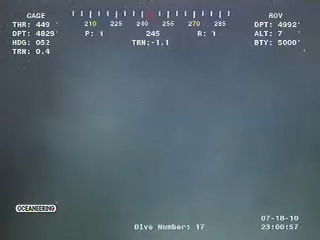 CAGE
THR: 449 '
DPT: 4829'
HDG: 052
TRN: 0.4
210 225 240 255 270 285
P: 1 245 R: 1
TRN:-1.1
ROV
DPT: 4992'
ALT: 7 '
BTY: 5000'
OCEANEERING
Dive Number: 17
07-18-10
23:00:57